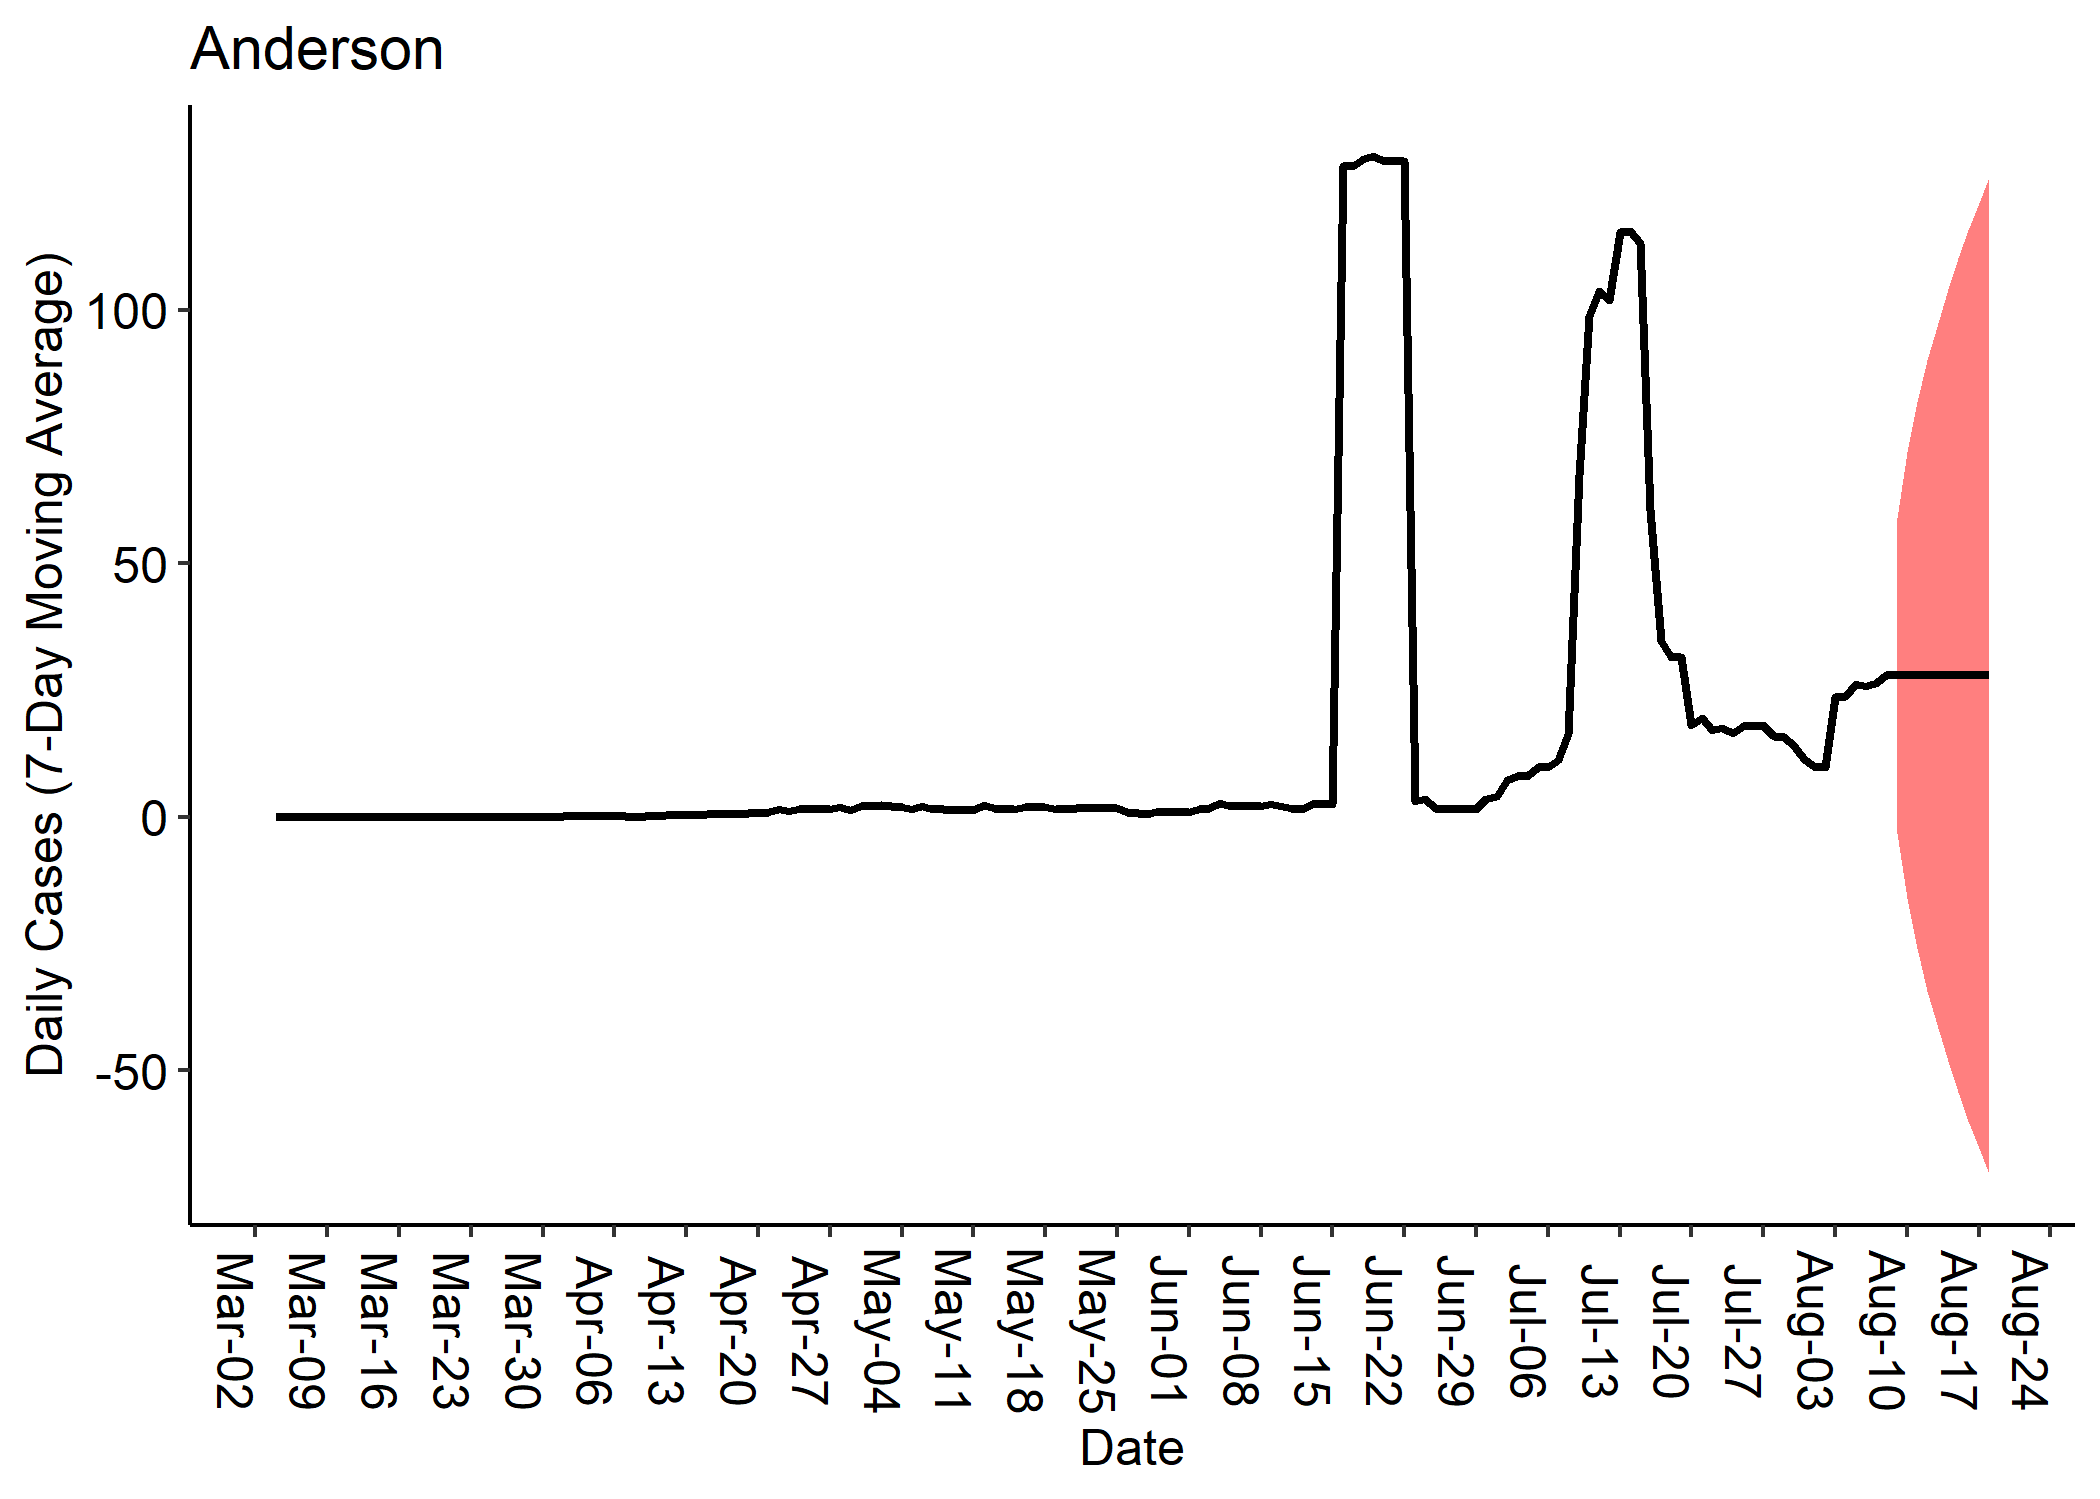 Anderson
Daily Cases (7-Day Moving Average)
100
50
0
-50
Mar-02
Mar-09
Mar-16
Mar-23
Mar-30
Apr-06
Apr-13
Apr-20
Apr-27
May-04
May-11
May-18
May-25
Jun-01
Jun-08
Jun-15
Jun-22
Jun-29
Jul-06
Jul-13
Jul-20
Jul-27
Aug-03
Aug-10
Aug-17
Aug-24
Date